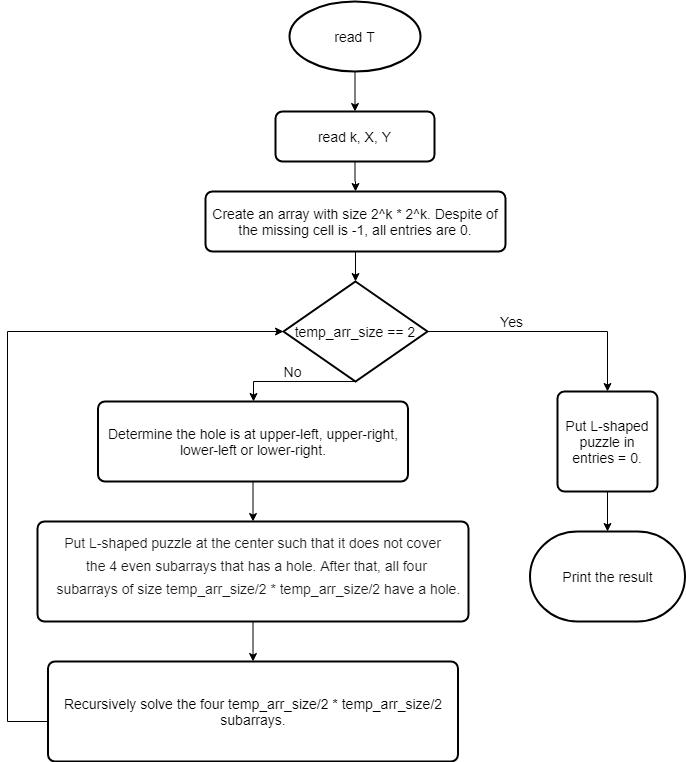 read T
read k, X, Y
Create an array with size 2^k * 2^k. Despite of
the missing cell is -1, all entries are 0.
temp_arr_size == 2
Yes
No
Determine the hole is at upper-left, upper-right,
lower-left or lower-right.
Put L-shaped
puzzle in
entries = 0.
Put L-shaped puzzle at the center such that it does not cover
the 4 even subarrays that has a hole. After that, all four
subarrays of size temp_arr_size/2 * temp_arr_size/2 have a hole.
Print the result
Recursively solve the four temp_arr_size/2 * temp_arr_size/2
subarrays.